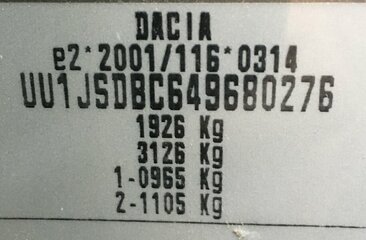 DACIA
e2*2001/116*0314
UU1JSDBC649680276
1926 Kg
3126 Kg
1-0965 Kg
2-1105 Kg